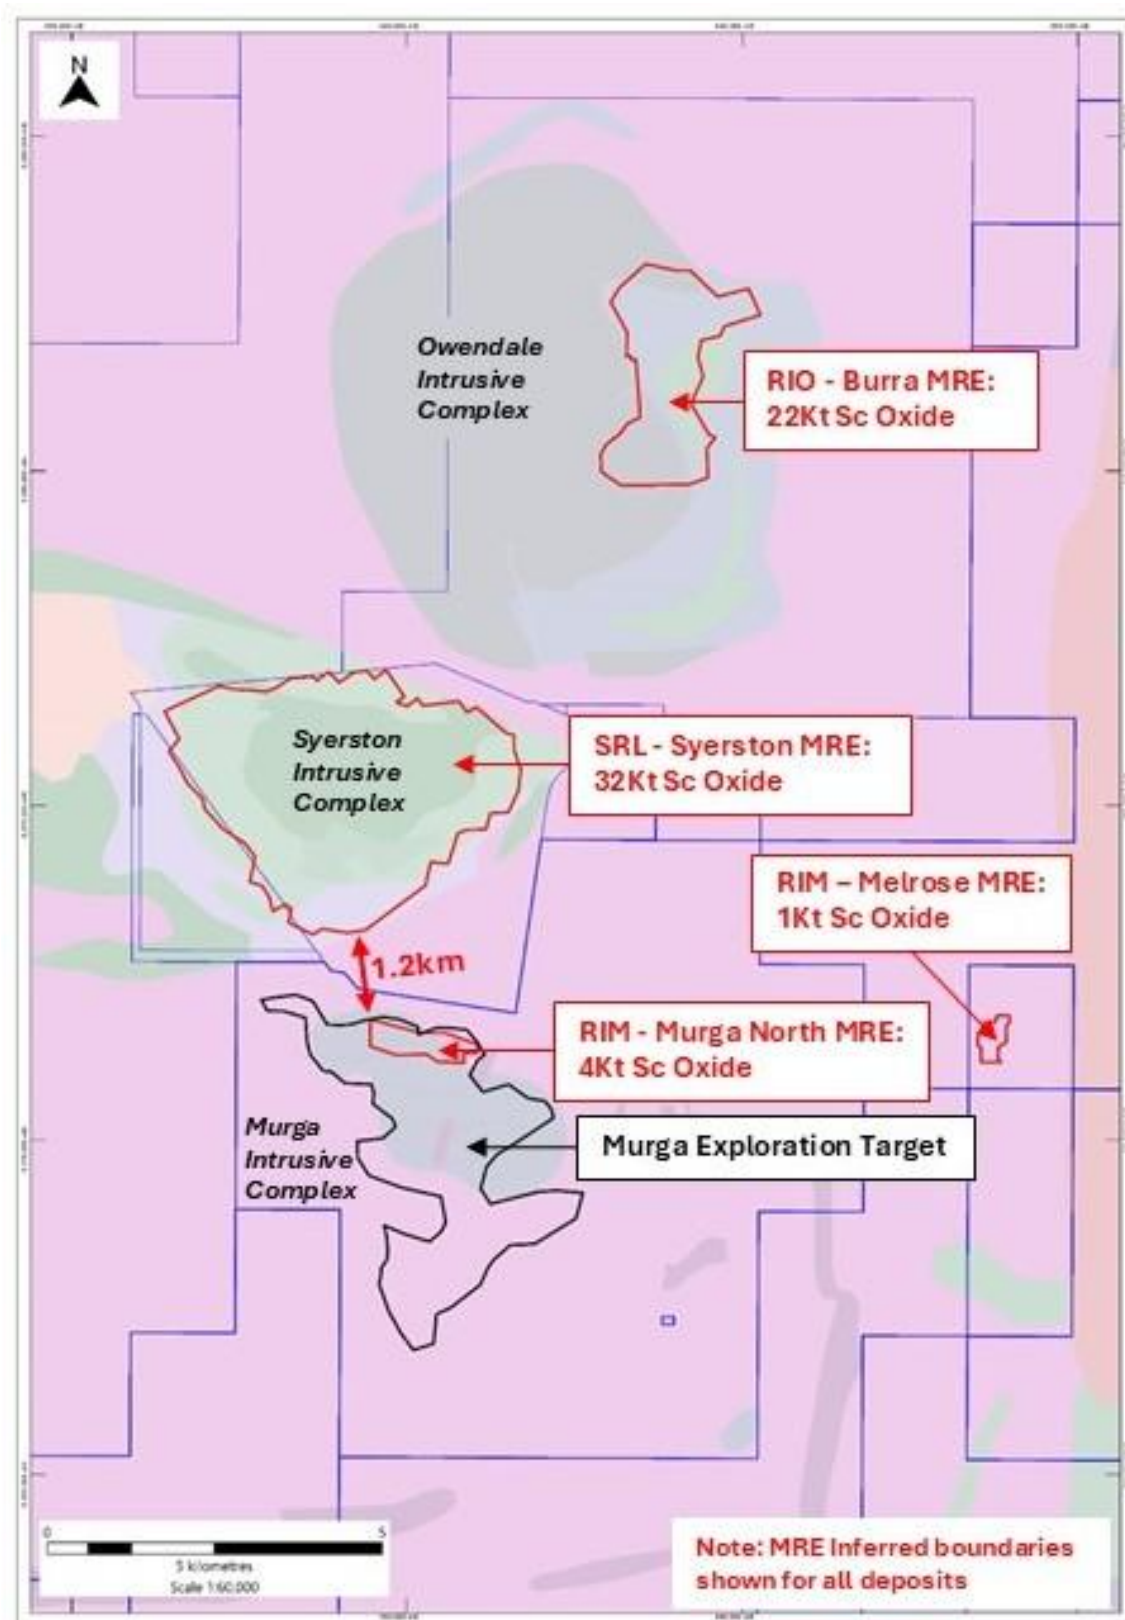 N
Owendale
Intrusive
Complex
RIO - Burra MRE:
22Kt Sc Oxide
Syerston
Intrusive
Complex
SRL - Syerston MRE:
32Kt Sc Oxide
RIM – Melrose MRE:
1Kt Sc Oxide
1.2km
RIM - Murga North MRE:
4Kt Sc Oxide
Murga
Intrusive
Complex
Murga Exploration Target
0 5
kilometres
Scale 1:60,000
Note: MRE Inferred boundaries
shown for all deposits